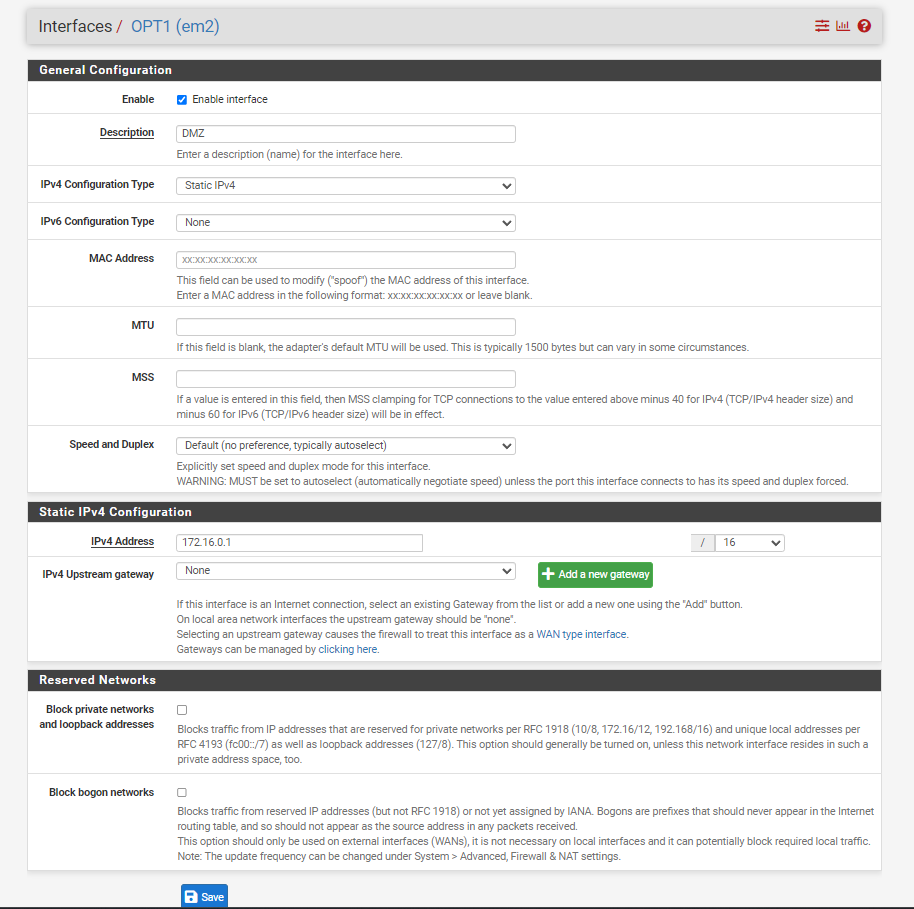 Interfaces / OPT1 (em2)
General Configuration
Enable Enable interface
Description DMZ
Enter a description (name) for the interface here.
IPv4 Configuration Type Static IPv4
IPv6 Configuration Type None
MAC Address xx:xx:xx:xx:xx:xx
This field can be used to modify ("spoof") the MAC address of this interface.
Enter a MAC address in the following format: xx:xx:xx:xx:xx:xx or leave blank.
MTU
If this field is blank, the adapter's default MTU will be used. This is typically 1500 bytes but can vary in some circumstances.
MSS
If a value is entered in this field, then MSS clamping for TCP connections to the value entered above minus 40 for IPv4 (TCP/IPv4 header size) and
minus 60 for IPv6 (TCP/IPv6 header size) will be in effect.
Speed and Duplex Default (no preference, typically autoselect)
Explicitly set speed and duplex mode for this interface.
WARNING: MUST be set to autoselect (automatically negotiate speed) unless the port this interface connects to has its speed and duplex forced.
Static IPv4 Configuration
IPv4 Address 172.16.0.1 / 16
IPv4 Upstream gateway None Add a new gateway
If this interface is an Internet connection, select an existing Gateway from the list or add a new one using the "Add" button.
On local area network interfaces the upstream gateway should be "none".
Selecting an upstream gateway causes the firewall to treat this interface as a WAN type interface.
Gateways can be managed by clicking here.
Reserved Networks
Block private networks
and loopback addresses
Blocks traffic from IP addresses that are reserved for private networks per RFC 1918 (10/8, 172.16/12, 192.168/16) and unique local addresses per
RFC 4193 (fc00::/7) as well as loopback addresses (127/8). This option should generally be turned on, unless this network interface resides in such a
private address space, too.
Block bogon networks
Blocks traffic from reserved IP addresses (but not RFC 1918) or not yet assigned by IANA. Bogons are prefixes that should never appear in the Internet
routing table, and so should not appear as the source address in any packets received.
This option should only be used on external interfaces (WANs), it is not necessary on local interfaces and it can potentially block required local traffic.
Note: The update frequency can be changed under System > Advanced, Firewall & NAT settings.
Save